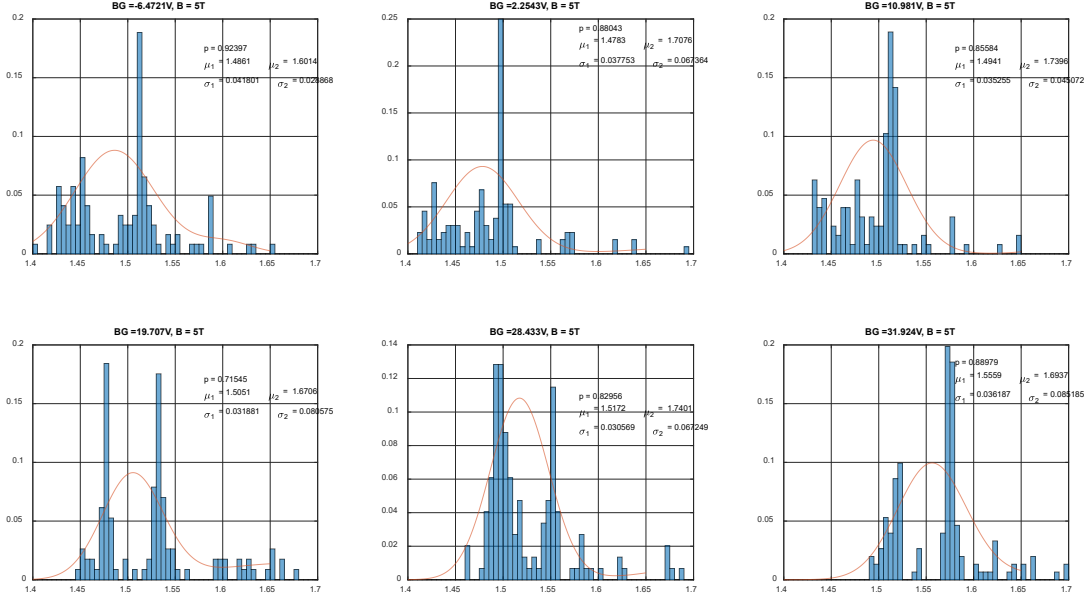 BG =-6.4721V, B = 5T
0.2
p = 0.92397
μ1 = 1.4861 μ2 = 1.6014
σ1 = 0.041801 σ2 = 0.028868
0.15
0.1
0.05
0
1.4 1.45 1.5 1.55 1.6 1.65 1.7
BG =2.2543V, B = 5T
0.25
p = 0.88043
μ1 = 1.4783 μ2 = 1.7076
σ1 = 0.037753 σ2 = 0.067364
0.2
0.15
0.1
0.05
0
1.4 1.45 1.5 1.55 1.6 1.65 1.7
BG =10.981V, B = 5T
0.2
p = 0.85584
μ1 = 1.4941 μ2 = 1.7396
σ1 = 0.035255 σ2 = 0.045072
0.15
0.1
0.05
0
1.4 1.45 1.5 1.55 1.6 1.65 1.7
BG =19.707V, B = 5T
0.2
p = 0.71545
μ1 = 1.5051 μ2 = 1.6706
σ1 = 0.031881 σ2 = 0.080575
0.15
0.1
0.05
0
1.4 1.45 1.5 1.55 1.6 1.65 1.7
BG =28.433V, B = 5T
0.14
0.12
p = 0.82956
μ1 = 1.5172 μ2 = 1.7401
σ1 = 0.030569 σ2 = 0.067249
0.1
0.08
0.06
0.04
0.02
0
1.4 1.45 1.5 1.55 1.6 1.65 1.7
BG =31.924V, B = 5T
0.2
p = 0.88979
μ1 = 1.5559 μ2 = 1.6937
σ1 = 0.036187 σ2 = 0.085185
0.15
0.1
0.05
0
1.4 1.45 1.5 1.55 1.6 1.65 1.7